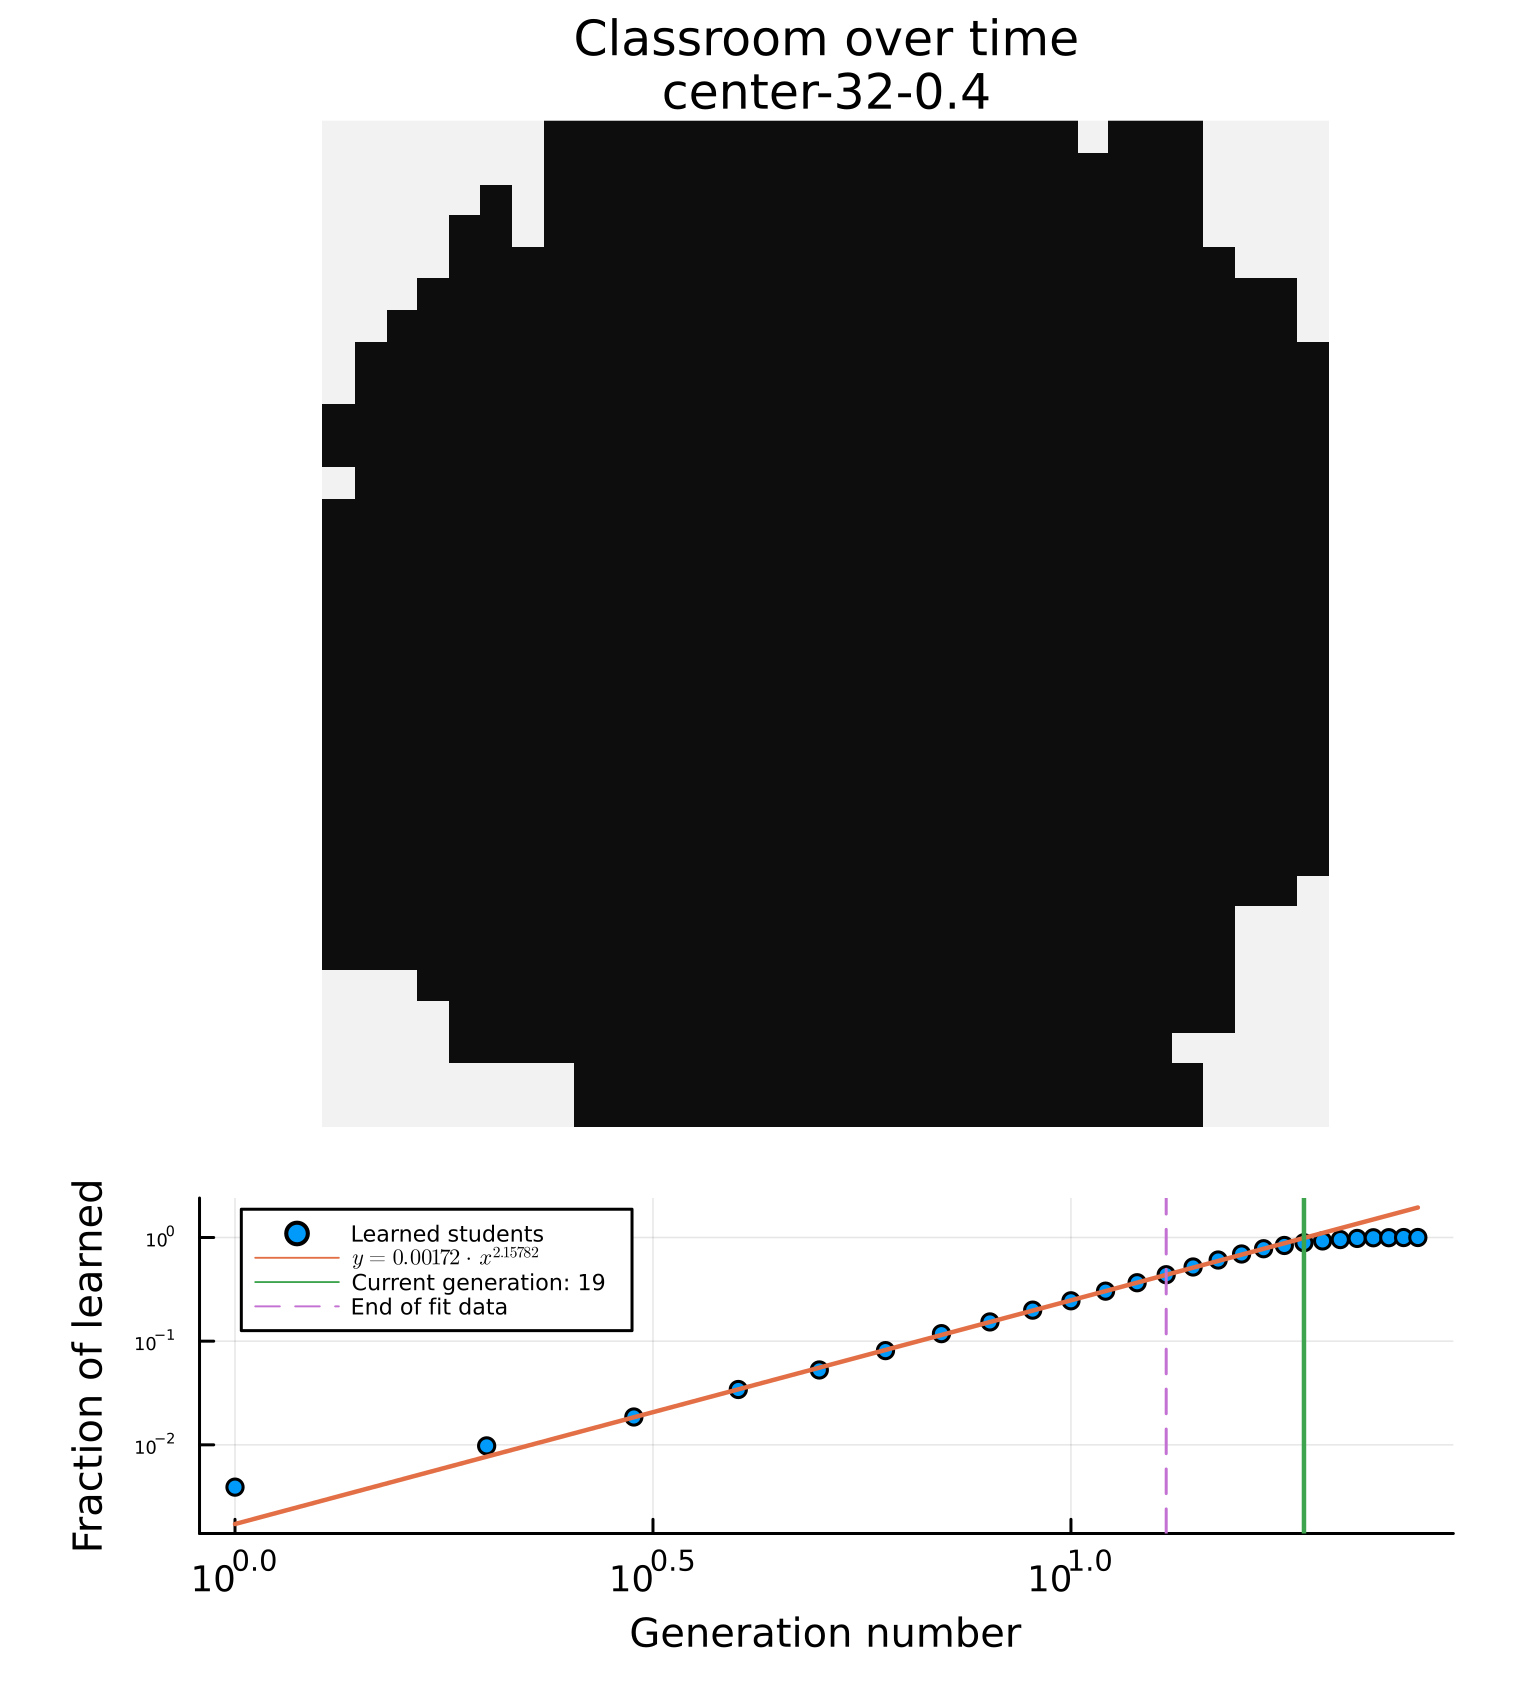 Classroom over time
center-32-0.4
Fraction of learned
10⁰
10⁻¹
10⁻²
Learned students
y = 0.00172 · x^2.15782
Current generation: 19
End of fit data
10^0.0
10^0.5
10^1.0
Generation number